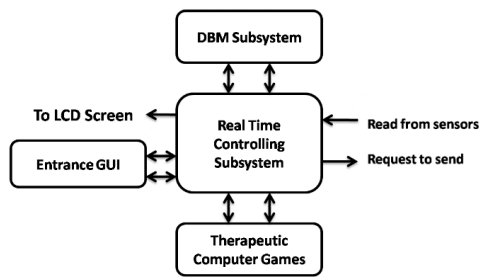 DBM Subsystem
To LCD Screen
Real Time
Controlling
Subsystem
Read from sensors
Entrance GUI
Request to send
Therapeutic
Computer Games